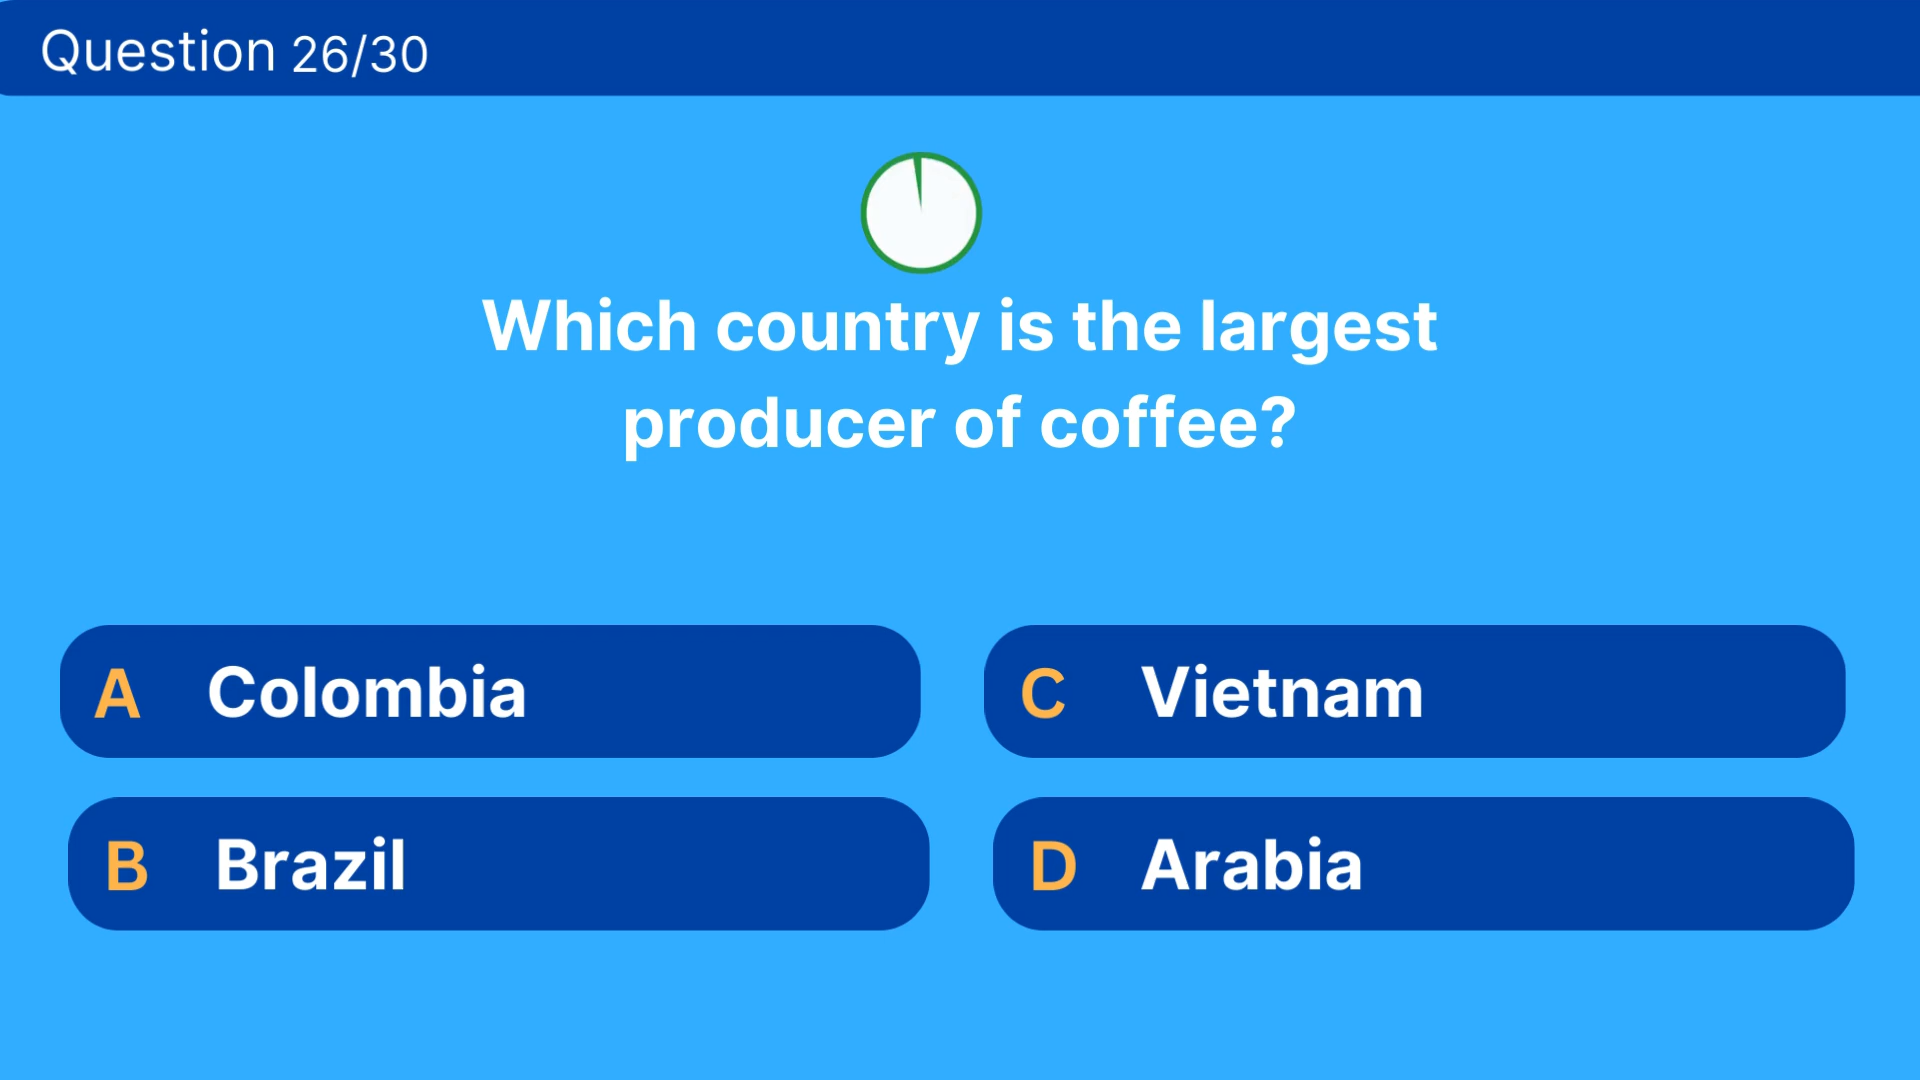 Question 26/30
Which country is the largest
producer of coffee?
A Colombia
B Brazil
C Vietnam
D Arabia